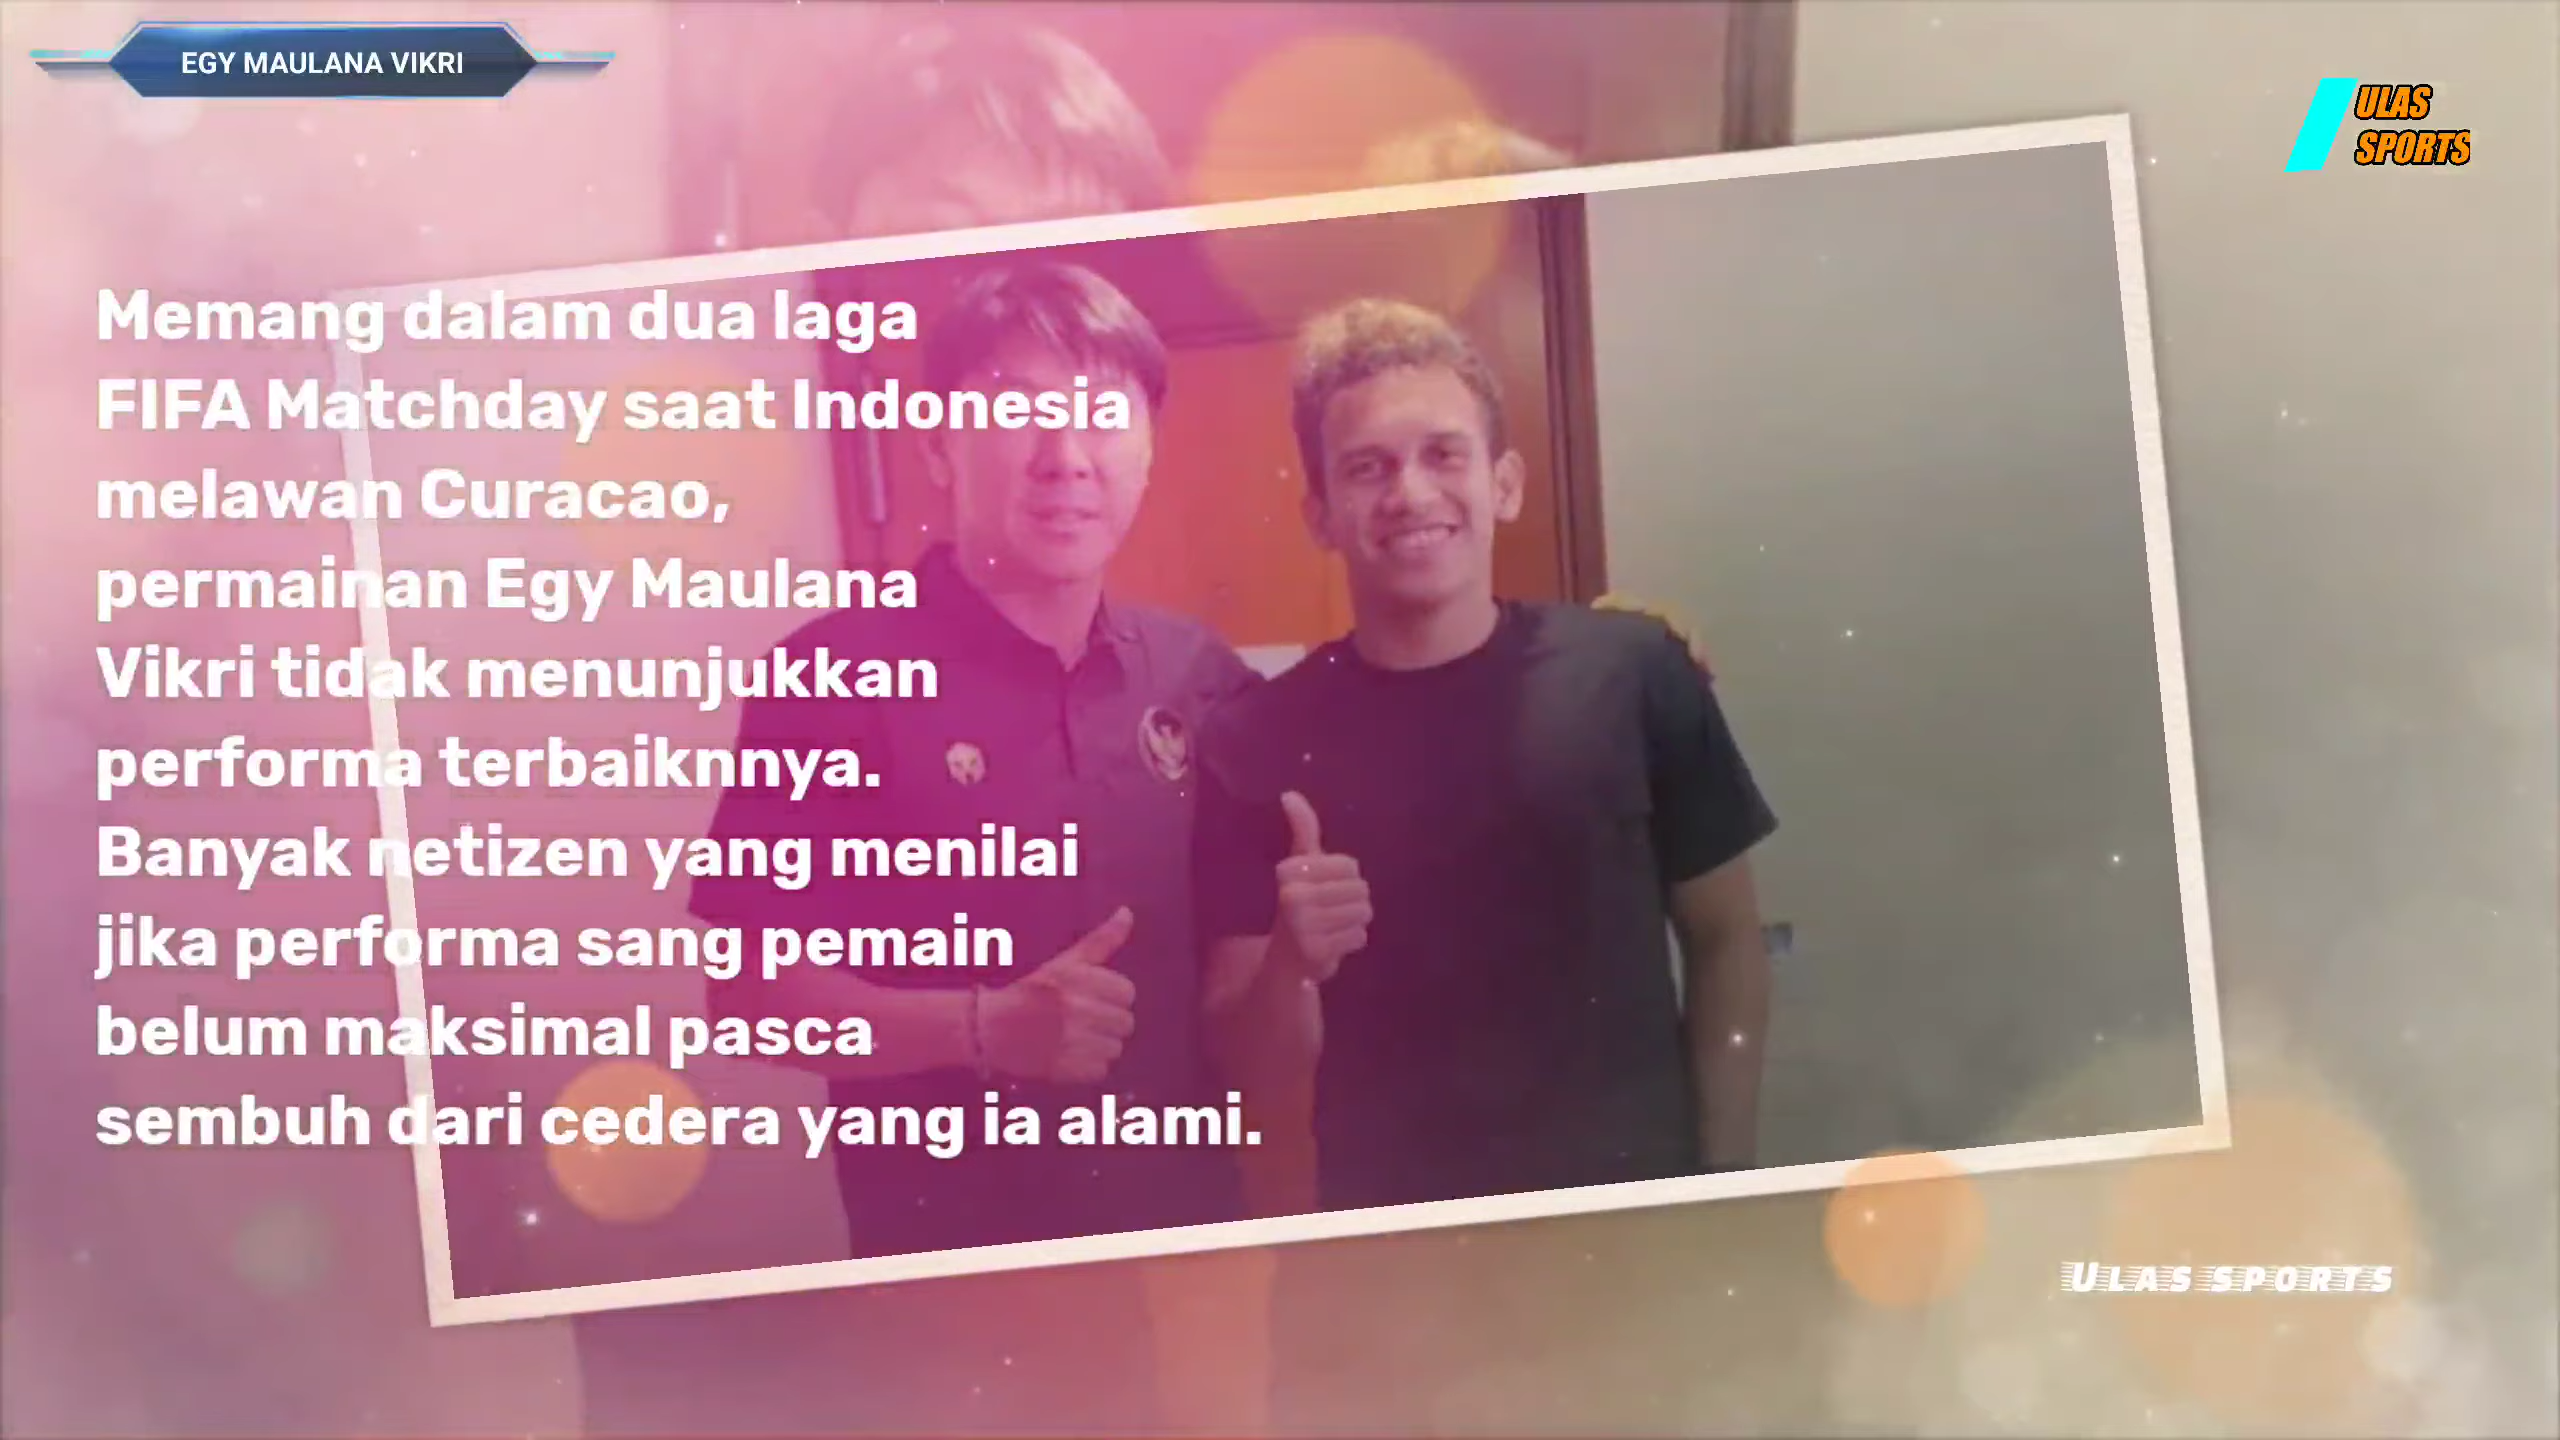 EGY MAULANA VIKRI
ULAS
SPORTS
Memang dalam dua laga
FIFA Matchday saat Indonesia
melawan Curacao,
permainan Egy Maulana
Vikri tidak menunjukkan
performa terbaiknnya.
Banyak netizen yang menilai
jika performa sang pemain
belum maksimal pasca
sembuh dari cedera yang ia alami.
ULAS SPORTS